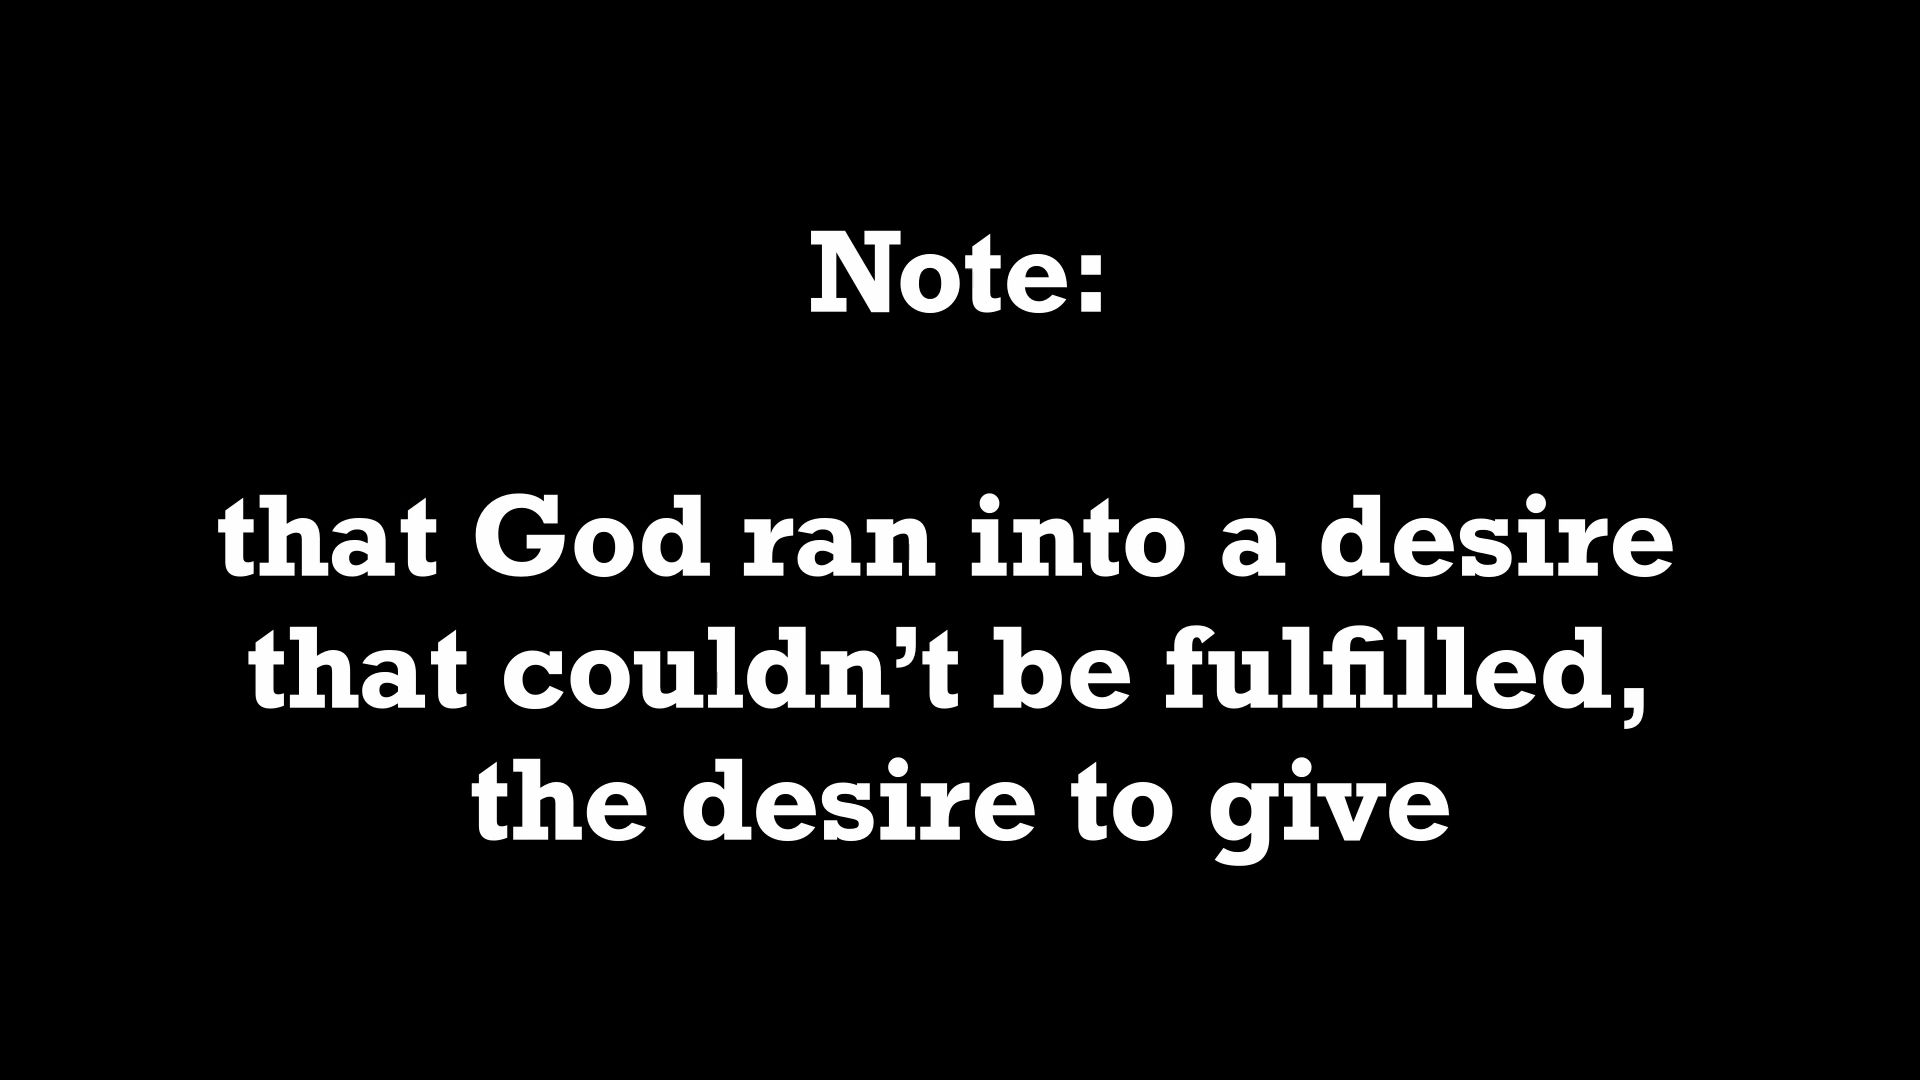 Note:
that God ran into a desire
that couldn’t be fulfilled,
the desire to give